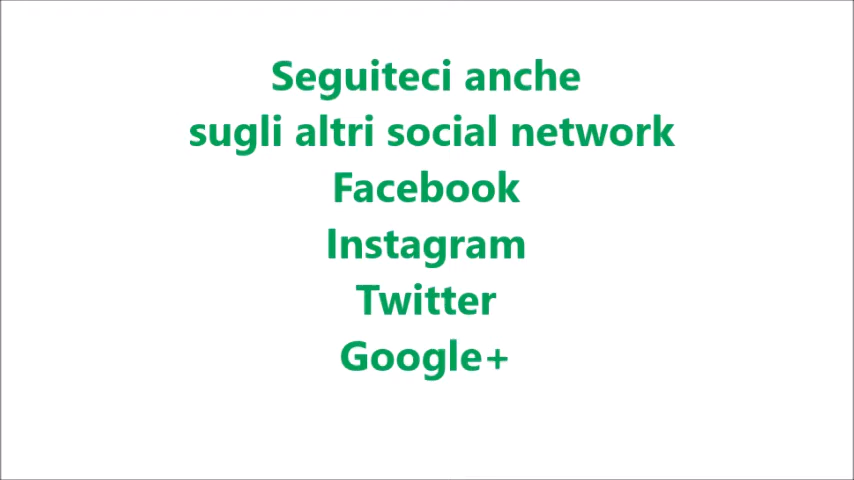 Seguiteci anche
sugli altri social network
Facebook
Instagram
Twitter
Google+